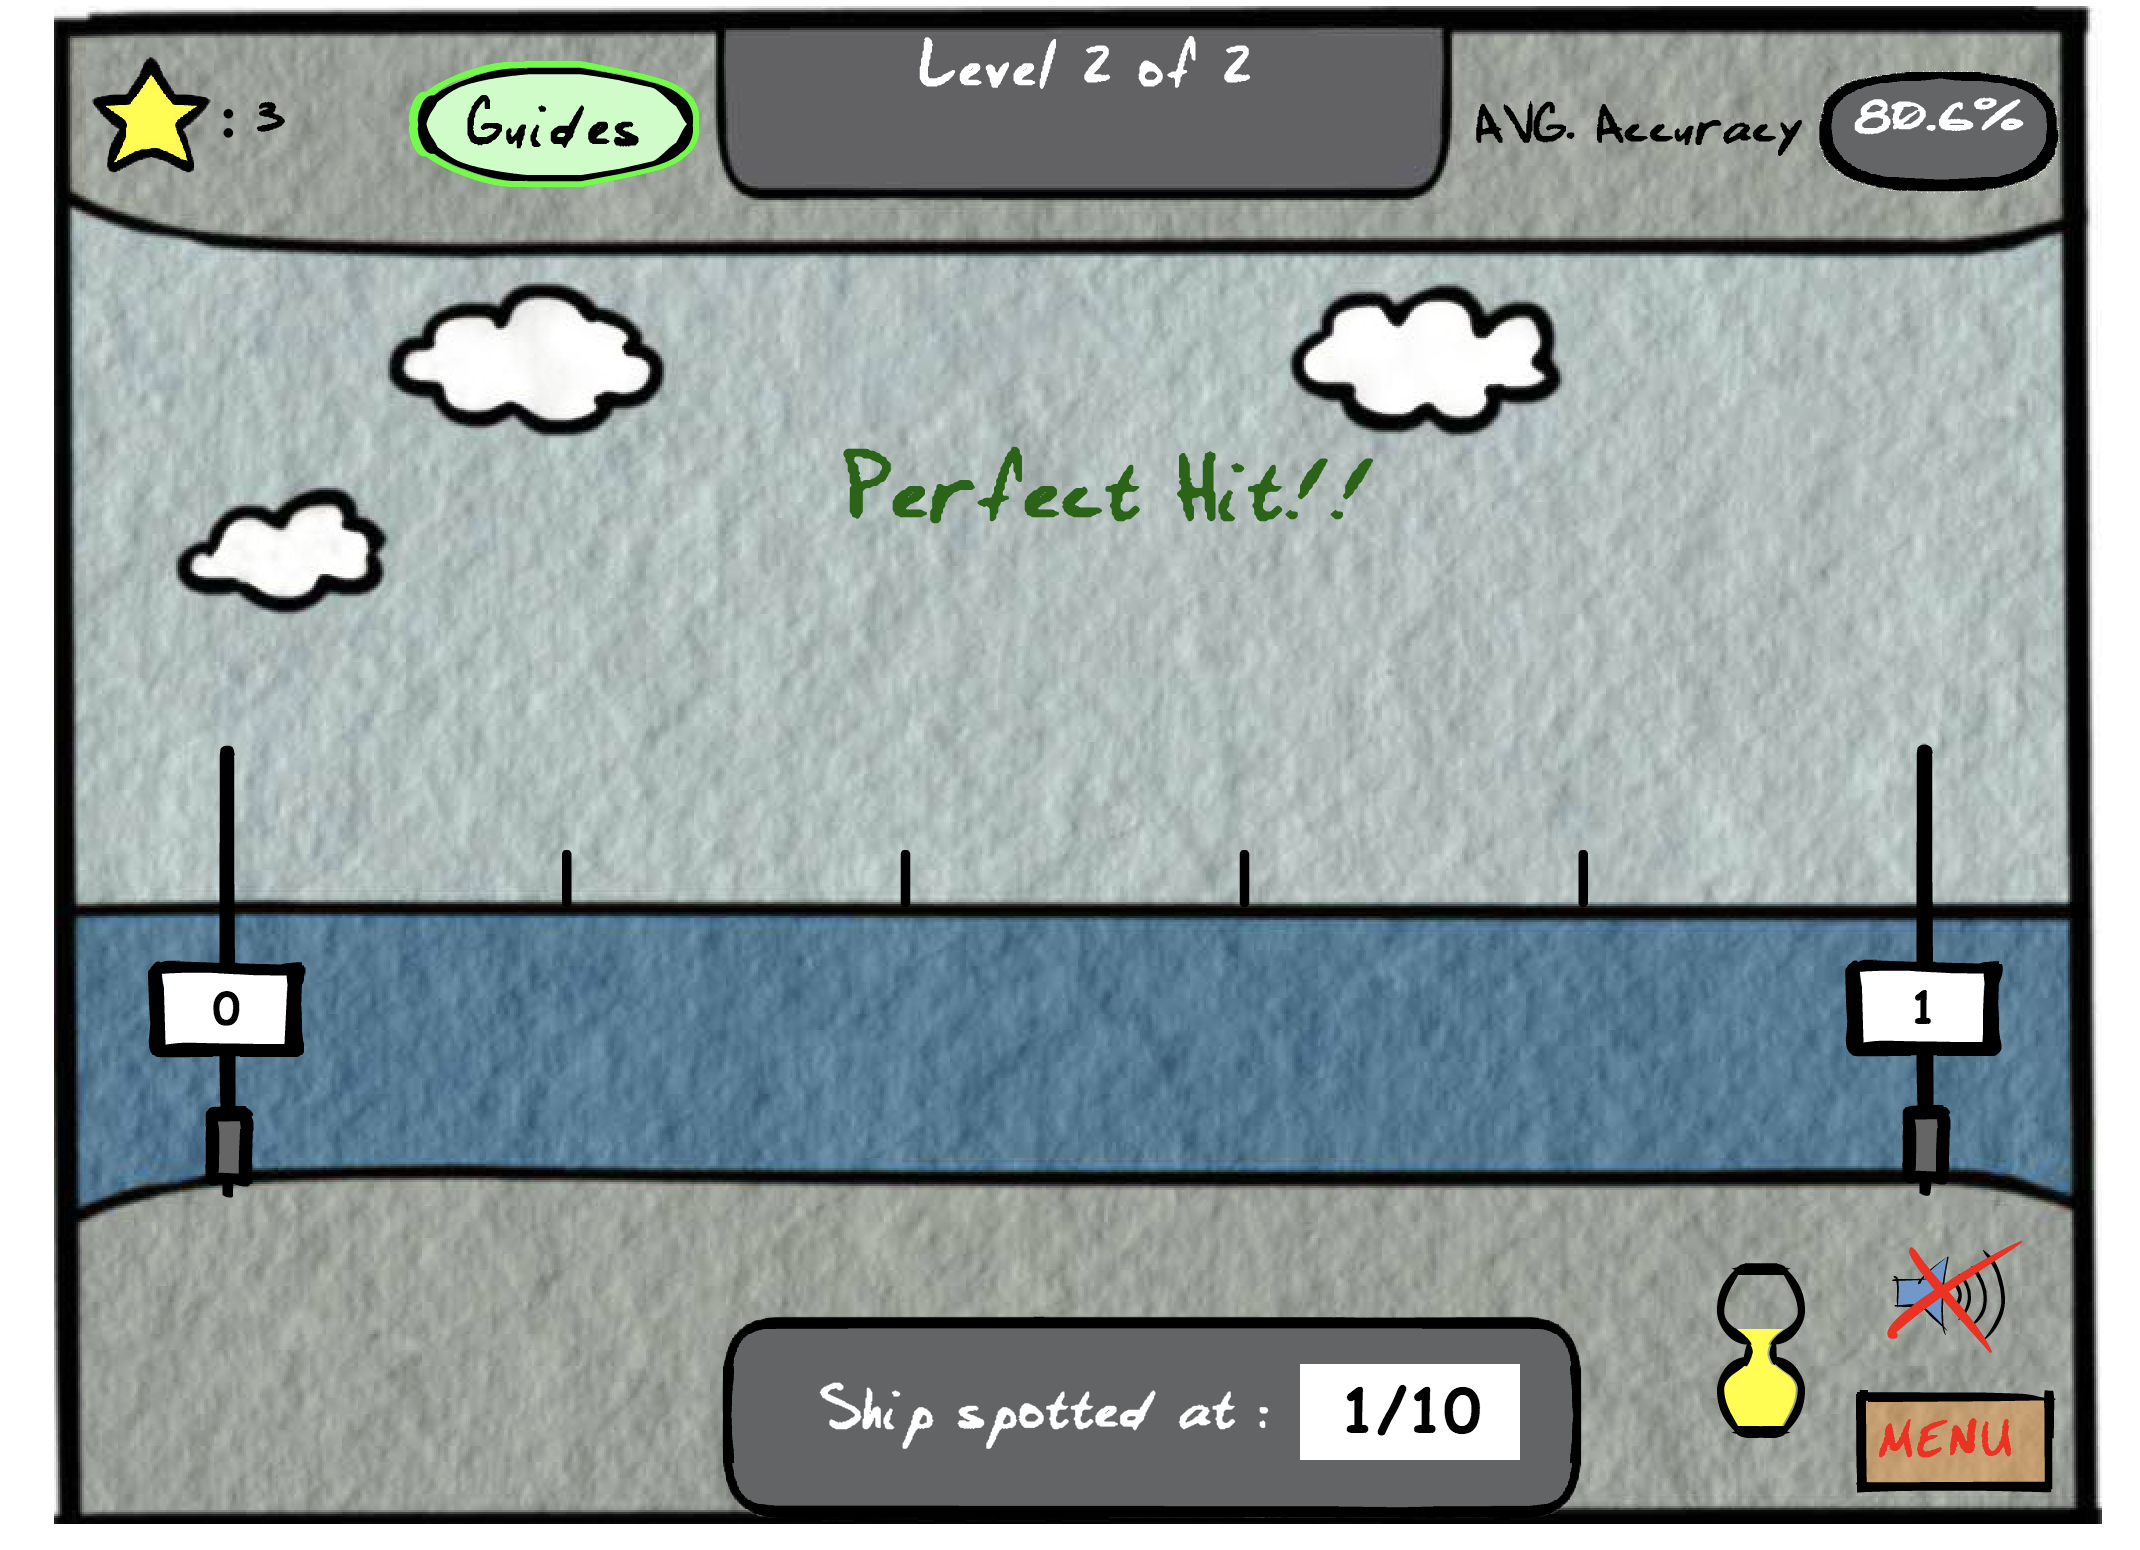 : 3
Guides
Level 2 of 2
AVG. Accuracy
80.6%
Perfect Hit!!
0
1
Ship spotted at : 1/10
MENU